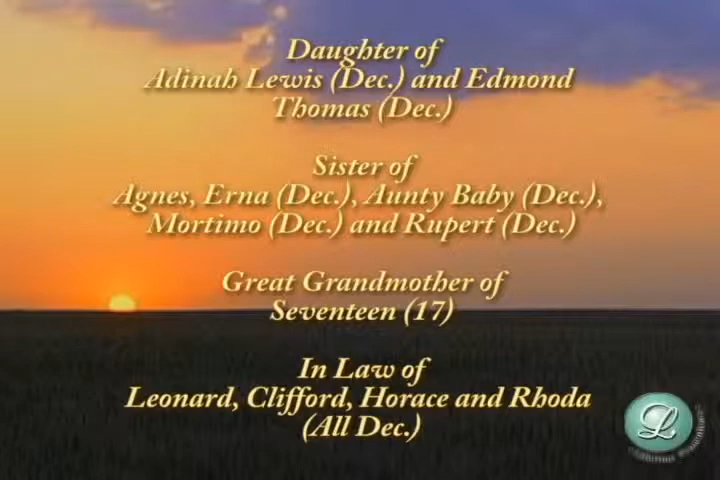 Daughter of
Adinah Lewis (Dec.) and Edmond
Thomas (Dec.)
Sister of
Agnes, Erna (Dec.), Aunty Baby (Dec.),
Mortimo (Dec.) and Rupert (Dec.)
Great Grandmother of
Seventeen (17)
In Law of
Leonard, Clifford, Horace and Rhoda
(All Dec.)
L